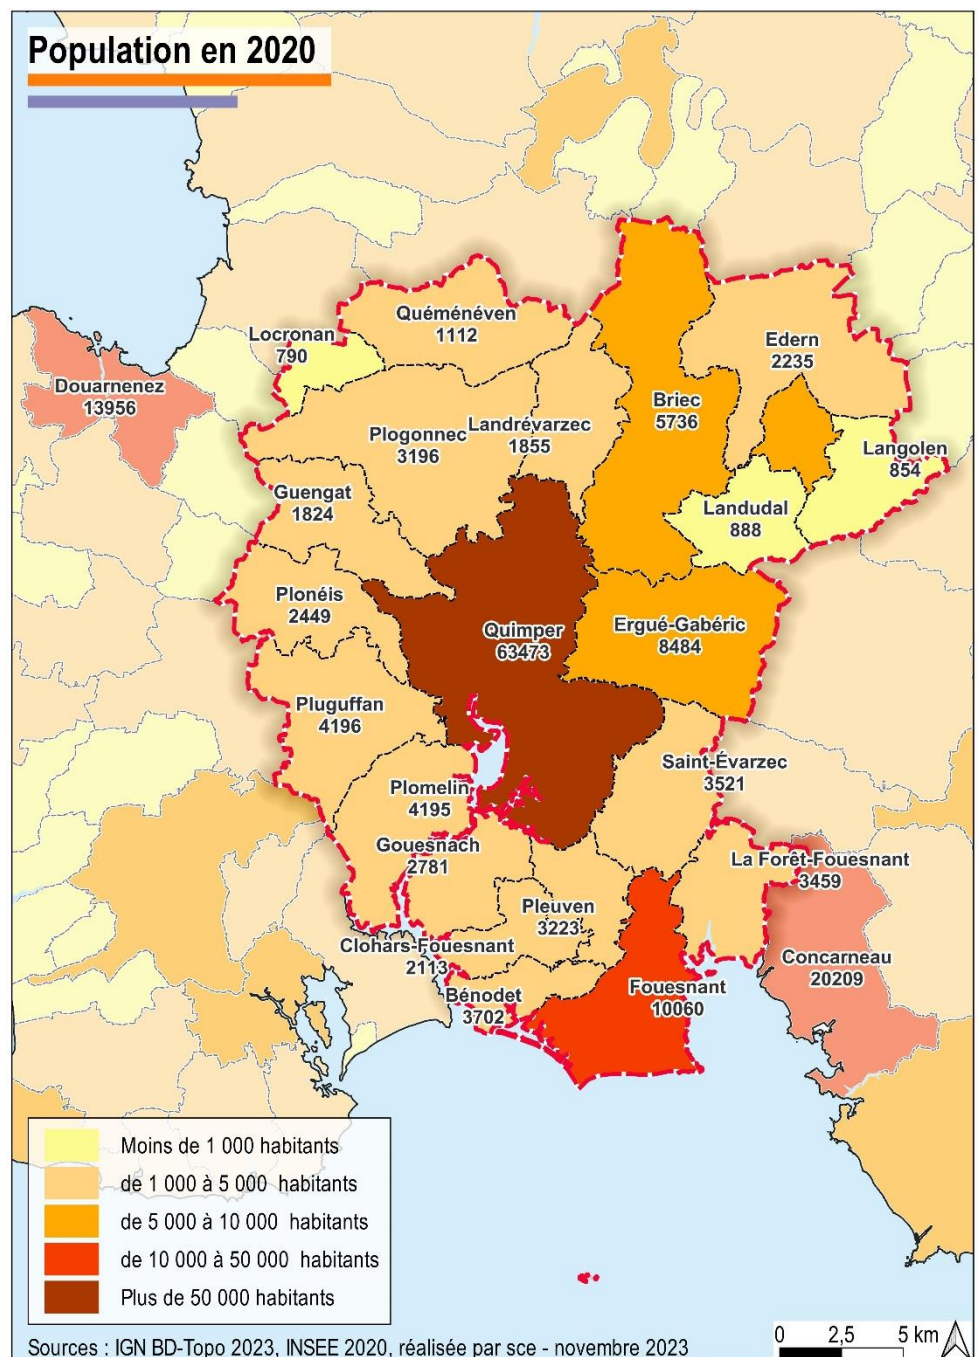 Population en 2020
Quéménéven
1112
Locronan
790
Edern
2235
Douarnenez
13956
Briec
5736
Plogonnec
3196
Landrévarzec
1855
Langolen
854
Guengat
1824
Landudal
888
Plonéis
2449
Quimper
63473
Ergué-Gabéric
8484
Pluguffan
4196
Saint-Évarzec
3521
Plomelin
4195
Gouesnach
2781
La Forêt-Fouesnant
3459
Pleuven
3223
Clohars-Fouesnant
2113
Concarneau
20209
Bénodet
3702
Fouesnant
10060
Moins de 1 000 habitants
de 1 000 à 5 000 habitants
de 5 000 à 10 000 habitants
de 10 000 à 50 000 habitants
Plus de 50 000 habitants
0 2,5 5 km
Sources : IGN BD-Topo 2023, INSEE 2020, réalisée par sce - novembre 2023